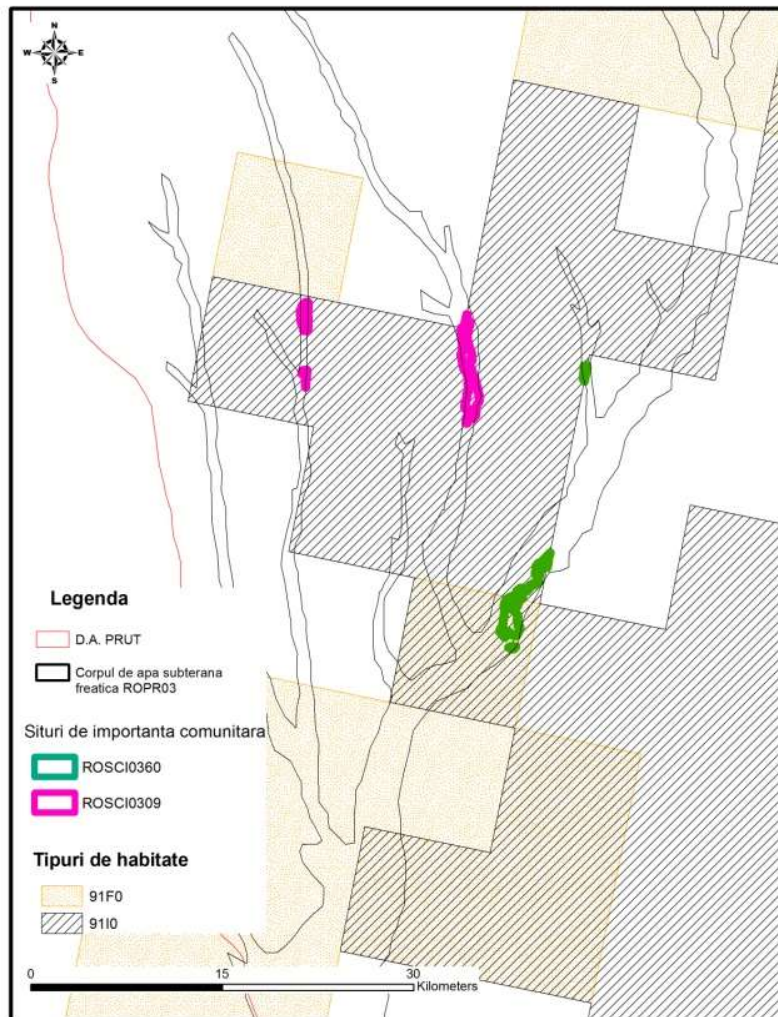 N
W E
S
Legenda
D.A. PRUT
Corpul de apa subterana
freatica ROPR03
Situri de importanta comunitara
ROSCI0360
ROSCI0309
Tipuri de habitate
91F0
91I0
0 15 30
Kilometers